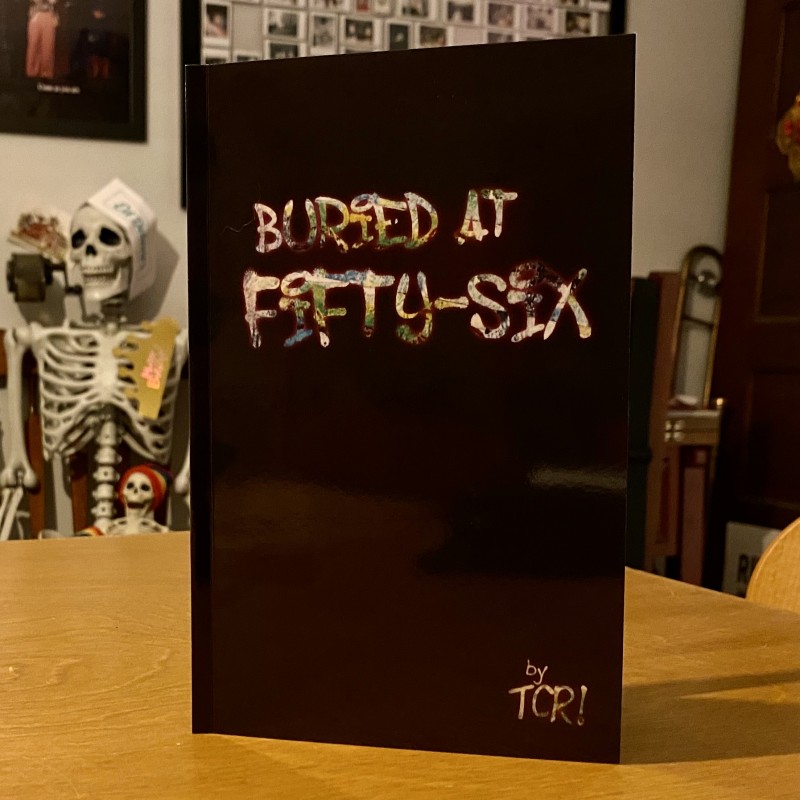 BURiED AT
FiFTY-SiX
by
TCR!